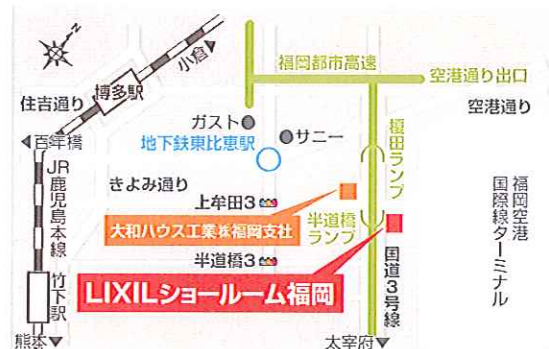 N
小倉▶
福岡都市高速
空港通り出口
博多駅
住吉通り
空港通り
ガスト
サニー
◀百年橋
地下鉄東比恵駅
榎田ランプ
JR鹿児島本線
きよみ通り
上牟田3
福岡空港
国際線ターミナル
大和ハウス工業㈱福岡支社
半道橋
ランプ
半道橋3
国道3号線
LIXILショールーム福岡
竹下駅
熊本▼
太宰府▼